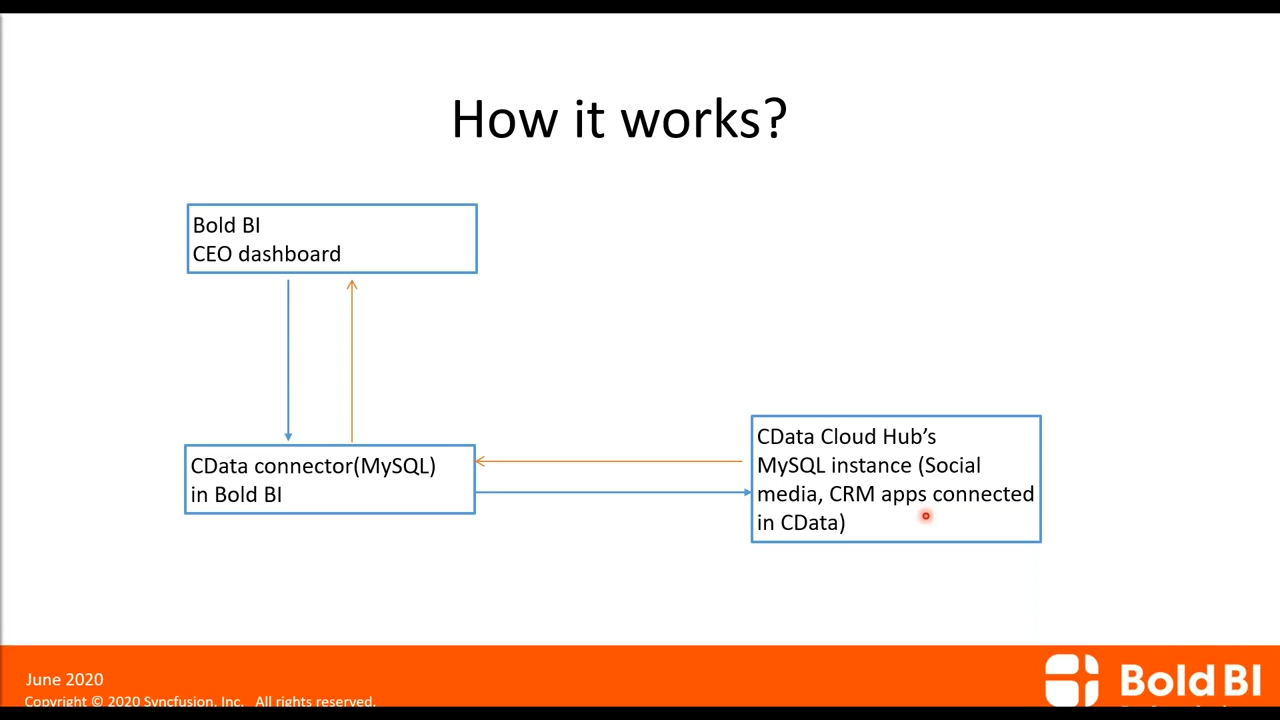 How it works?
Bold BI
CEO dashboard
CData connector(MySQL)
in Bold BI
CData Cloud Hub’s
MySQL instance (Social
media, CRM apps connected
in CData)
June 2020
Copyright © 2020 Syncfusion, Inc. All rights reserved.
Bold BI